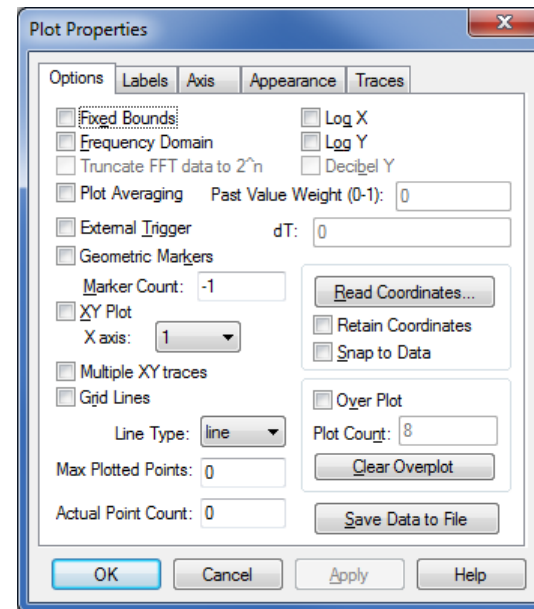 Plot Properties
Options Labels Axis Appearance Traces
Fixed Bounds Log X
Frequency Domain Log Y
Truncate FFT data to 2^n Decibel Y
Plot Averaging Past Value Weight (0-1): 0
External Trigger dT: 0
Geometric Markers
Marker Count: -1
Read Coordinates...
XY Plot
Retain Coordinates
X axis: 1
Snap to Data
Multiple XY traces
Grid Lines
Over Plot
Line Type: line
Plot Count: 8
Max Plotted Points: 0
Clear Overplot
Actual Point Count: 0
Save Data to File
OK Cancel Apply Help